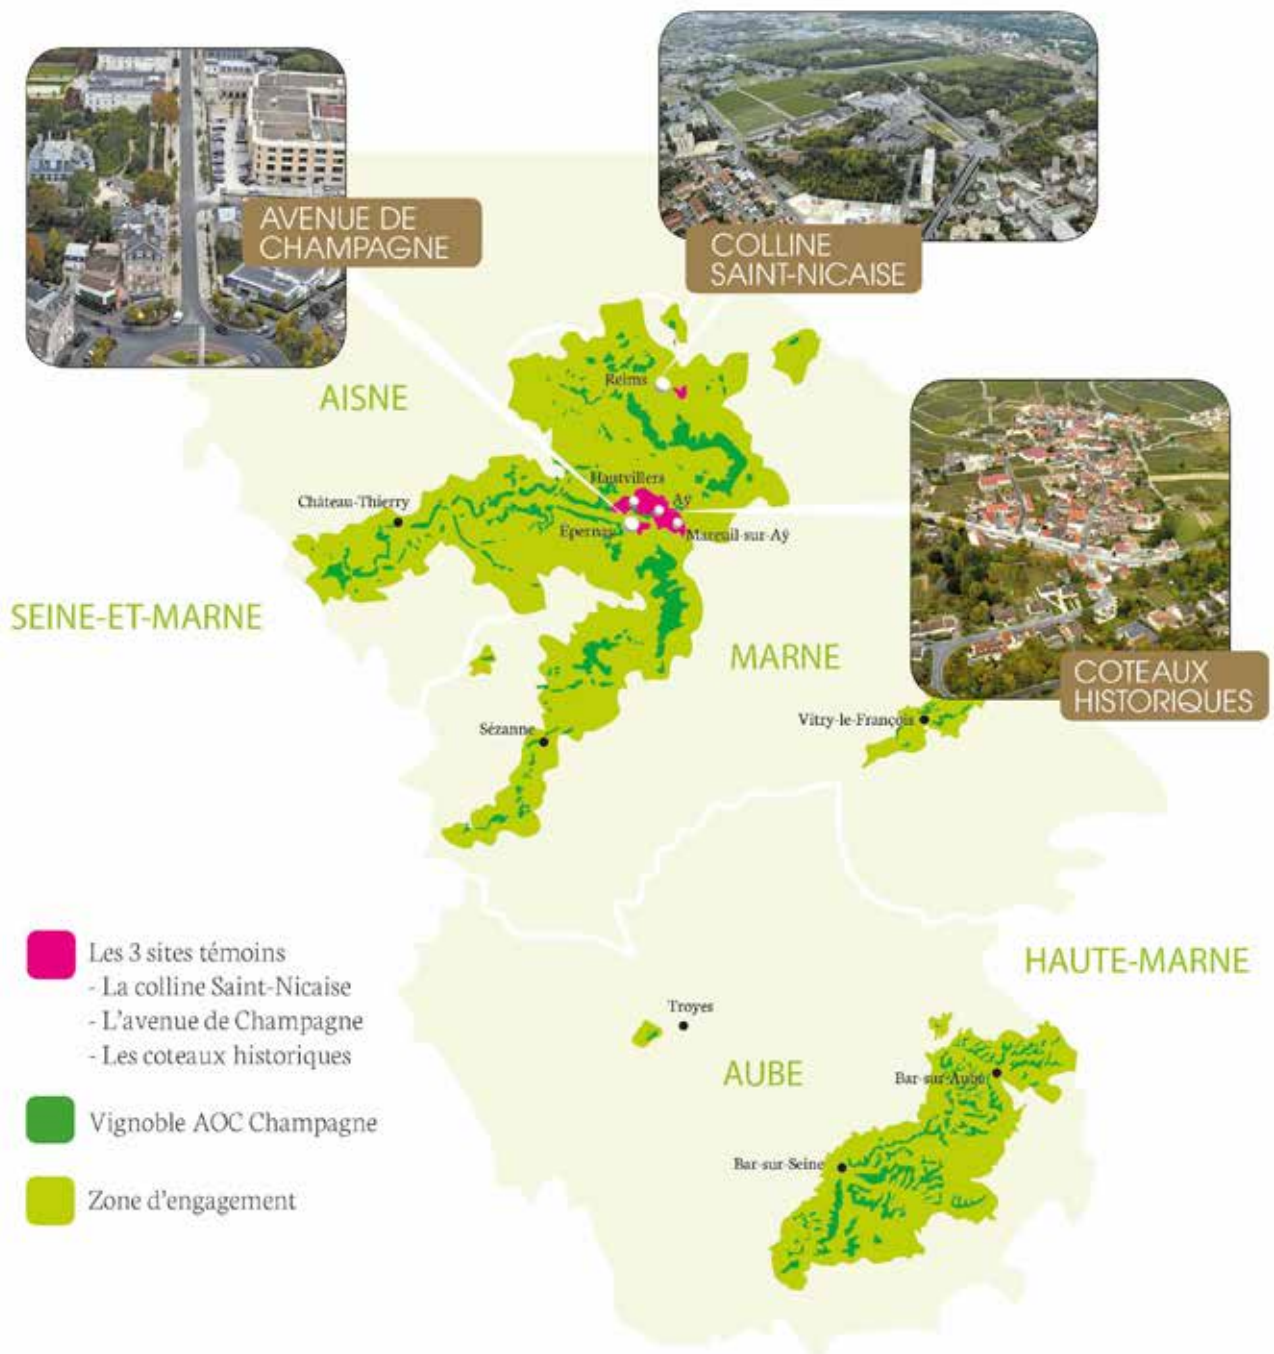 AVENUE DE
CHAMPAGNE
COLLINE
SAINT-NICAISE
AISNE
Reims
Hautvillers
Château-Thierry
Aÿ
Epernay
Mareuil-sur-Aÿ
SEINE-ET-MARNE
MARNE
COTEAUX
HISTORIQUES
Vitry-le-François
Sézanne
Les 3 sites témoins
- La colline Saint-Nicaise
- L'avenue de Champagne
- Les coteaux historiques
HAUTE-MARNE
Troyes
AUBE
Bar-sur-Aube
Vignoble AOC Champagne
Bar-sur-Seine
Zone d'engagement